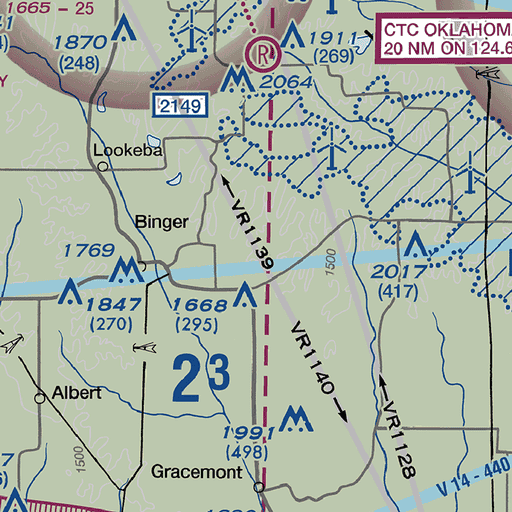 1665 - 25
1870
(248)
R
1911
(269)
CTC OKLAHOM
20 NM ON 124.6
2064
2149
Lookeba
VR1139
Binger
1769
1500
2017
(417)
1847
(270)
1668
(295)
VR1140
23
Albert
VR1128
1991
(498)
1500
Gracemont
V 14 - 440